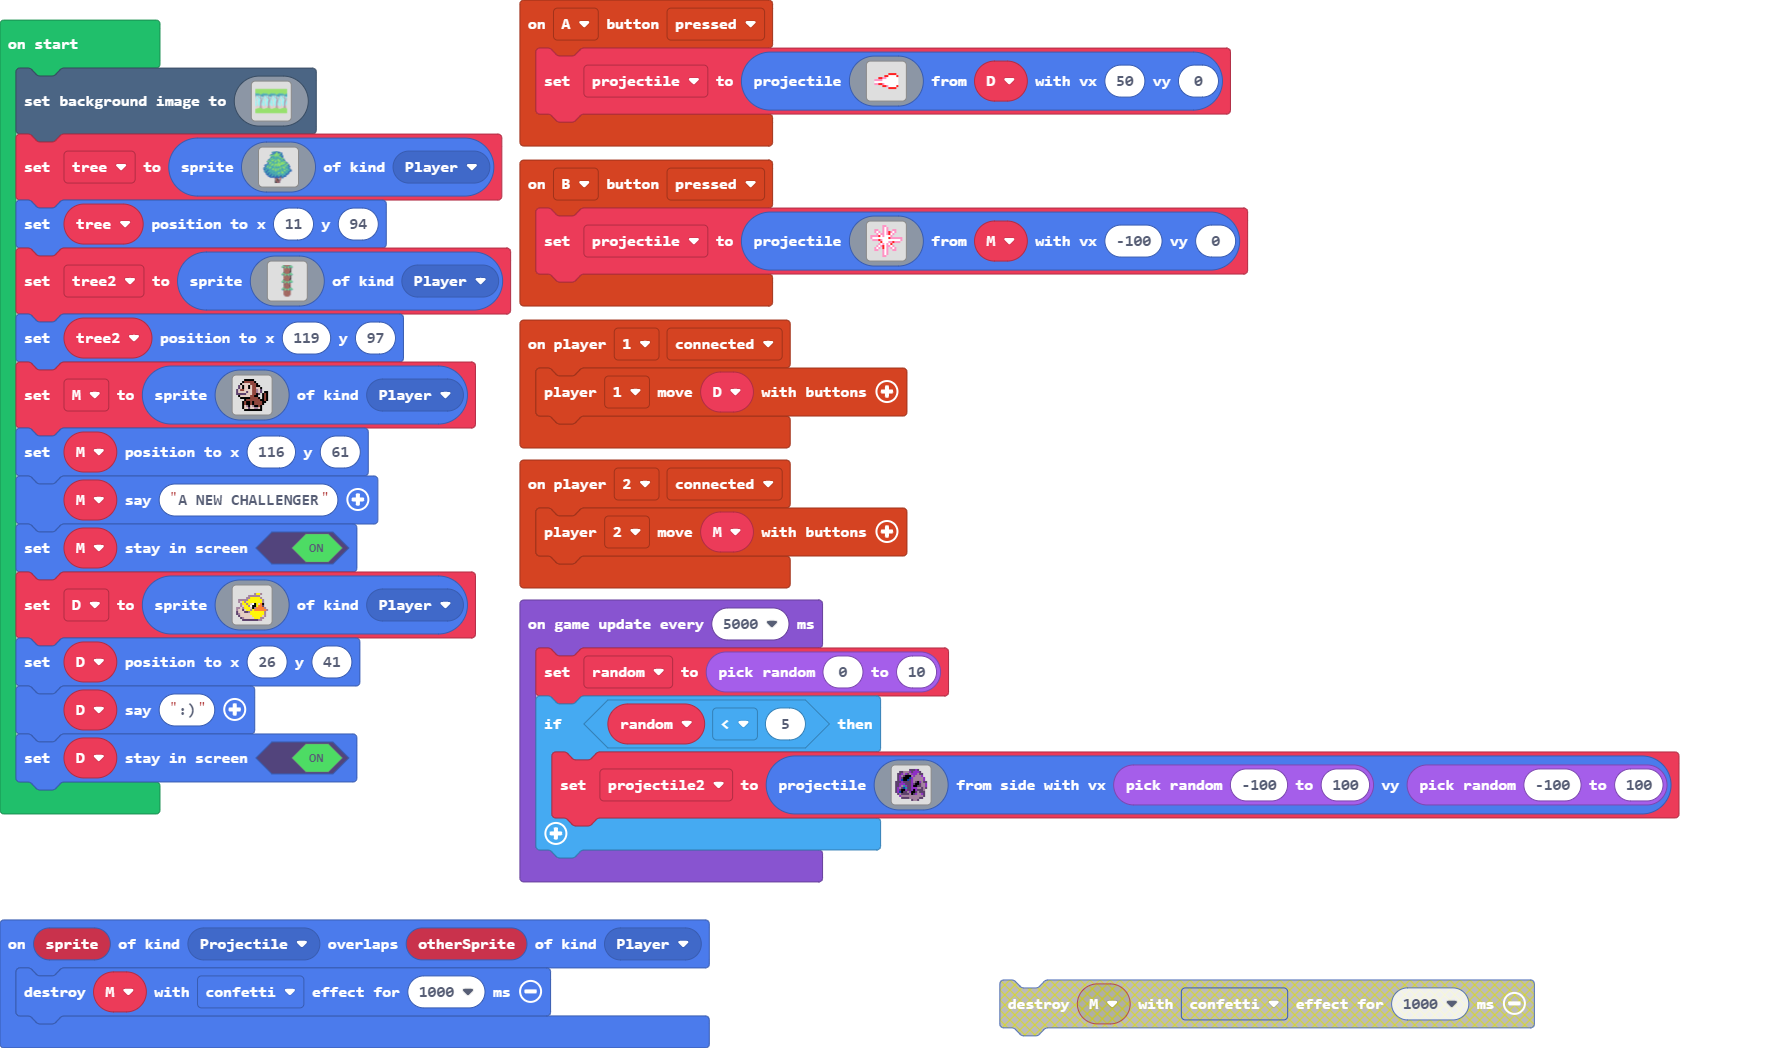 on start
set background image to
set tree to sprite of kind Player
set tree position to x 11 y 94
set tree2 to sprite of kind Player
set tree2 position to x 119 y 97
set M to sprite of kind Player
set M position to x 116 y 61
M say "A NEW CHALLENGER"
set M stay in screen ON
set D to sprite of kind Player
set D position to x 26 y 41
D say ":)"
set D stay in screen ON
on A button pressed
set projectile to projectile from D with vx 50 vy 0
on B button pressed
set projectile to projectile from M with vx -100 vy 0
on player 1 connected
player 1 move D with buttons
on player 2 connected
player 2 move M with buttons
on game update every 5000 ms
set random to pick random 0 to 10
if random < 5 then
set projectile2 to projectile from side with vx pick random -100 to 100 vy pick random -100 to 100
on sprite of kind Projectile overlaps otherSprite of kind Player
destroy M with confetti effect for 1000 ms
destroy M with confetti effect for 1000 ms